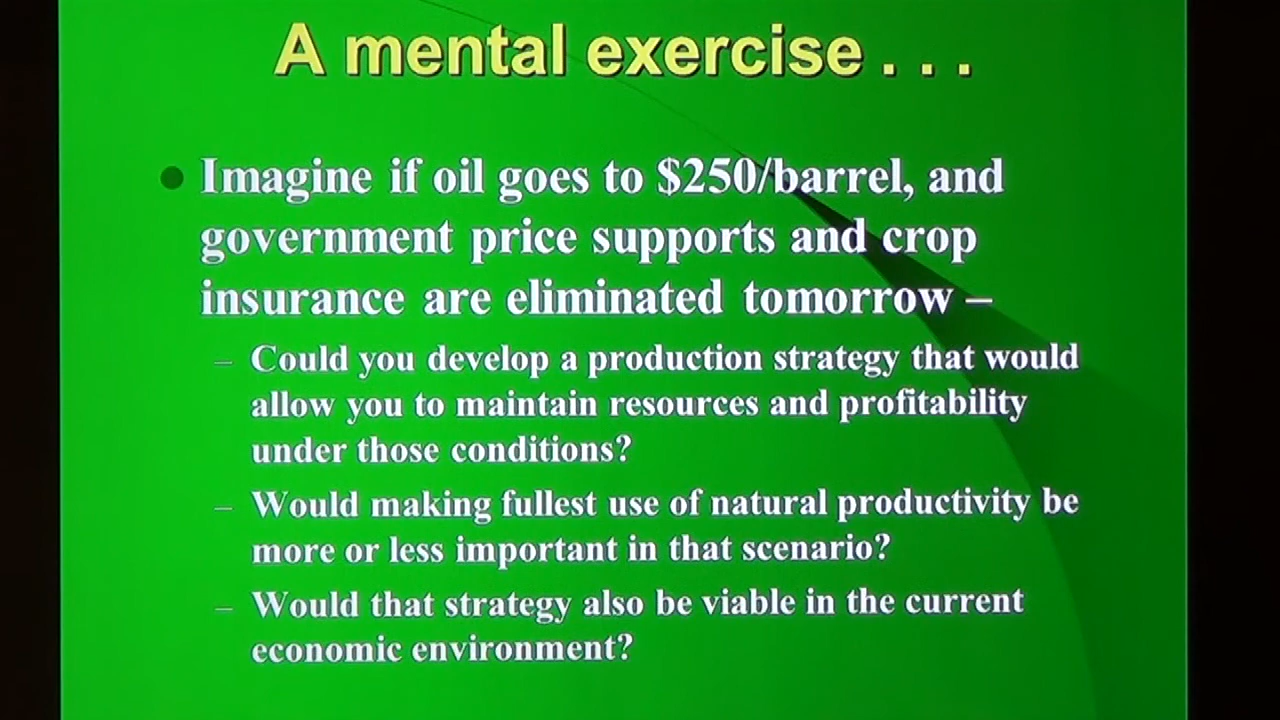 A mental exercise . . .
Imagine if oil goes to $250/barrel, and
government price supports and crop
insurance are eliminated tomorrow –
– Could you develop a production strategy that would
allow you to maintain resources and profitability
under those conditions?
– Would making fullest use of natural productivity be
more or less important in that scenario?
– Would that strategy also be viable in the current
economic environment?